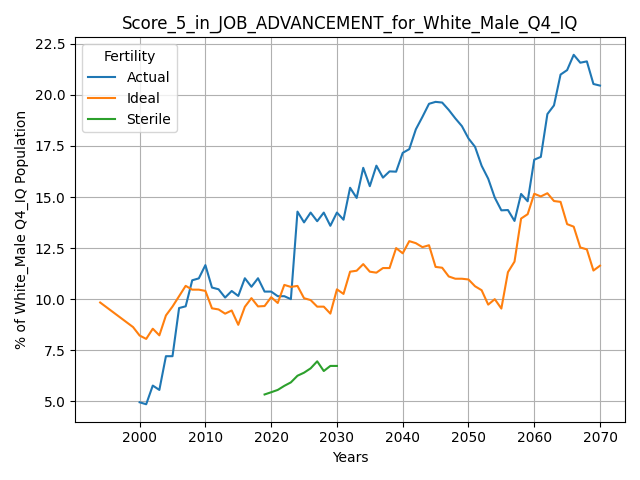 Score_5_in_JOB_ADVANCEMENT_for_White_Male_Q4_IQ
Fertility
Actual
Ideal
Sterile
% of White_Male Q4_IQ Population
22.5
20.0
17.5
15.0
12.5
10.0
7.5
5.0
2000 2010 2020 2030 2040 2050 2060 2070
Years